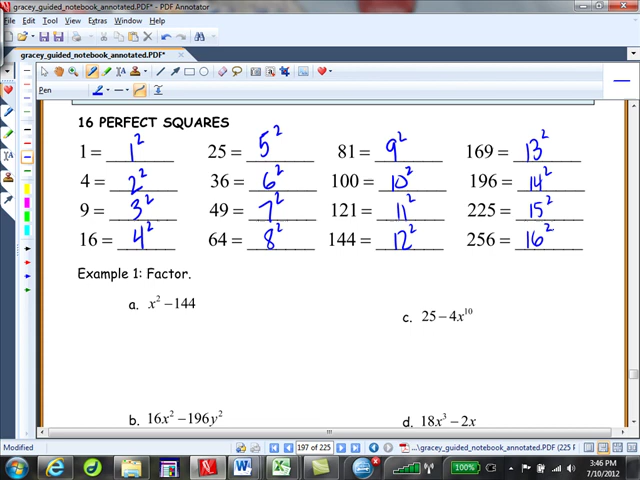 gracey_guided_notebook_annotated.PDF* - PDF Annotator
File Edit Tool View Extras Window Help
gracey_guided_notebook_annotated.PDF*
Pen
16 PERFECT SQUARES
1 = 1² 25 = 5² 81 = 9² 169 = 13²
4 = 2² 36 = 6² 100 = 10² 196 = 14²
9 = 3² 49 = 7² 121 = 11² 225 = 15²
16 = 4² 64 = 8² 144 = 12² 256 = 16²
Example 1: Factor.
a. x² − 144
c. 25 − 4x¹⁰
b. 16x² − 196y²
d. 18x³ − 2x
Modified
197 of 225
gracey_guided_notebook_annotated.PDF (225 P
100%
3:46 PM
7/10/2012